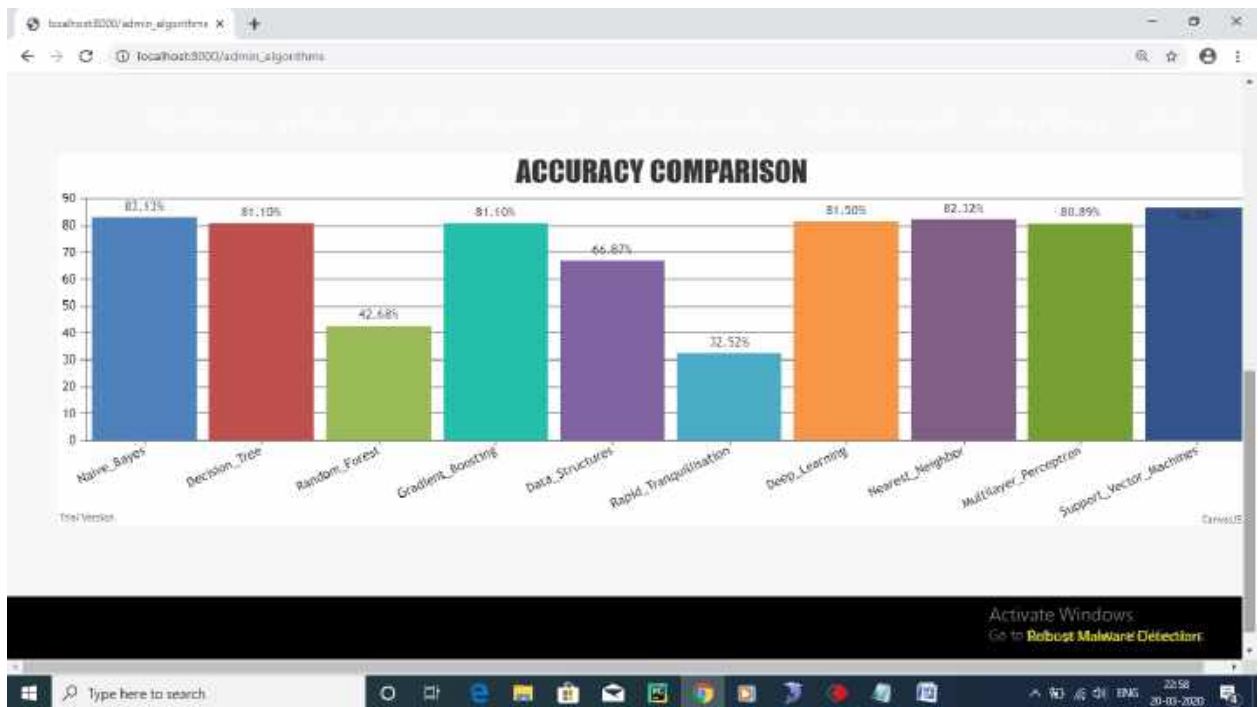 localhost:8000/admin_algorithms
localhost:8000/admin_algorithms
ACCURACY COMPARISON
90
80
70
60
50
40
30
20
10
0
83.13%
81.10%
42.68%
81.10%
66.87%
32.52%
81.50%
82.32%
80.89%
Naive_Bayes
Decision_Tree
Random_Forest
Gradient_Boosting
Data_Structures
Rapid_Tranquilisation
Deep_Learning
Nearest_Neighbor
Multilayer_Perceptron
Support_Vector_Machines
Trial Version
CanvasJS
Activate Windows
Go to
Robust Malware Detection
Type here to search
ENG
22:58
20-03-2020